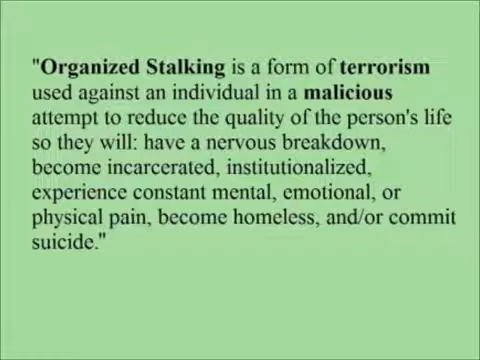 "Organized Stalking is a form of terrorism
used against an individual in a malicious
attempt to reduce the quality of the person's life
so they will: have a nervous breakdown,
become incarcerated, institutionalized,
experience constant mental, emotional, or
physical pain, become homeless, and/or commit
suicide."